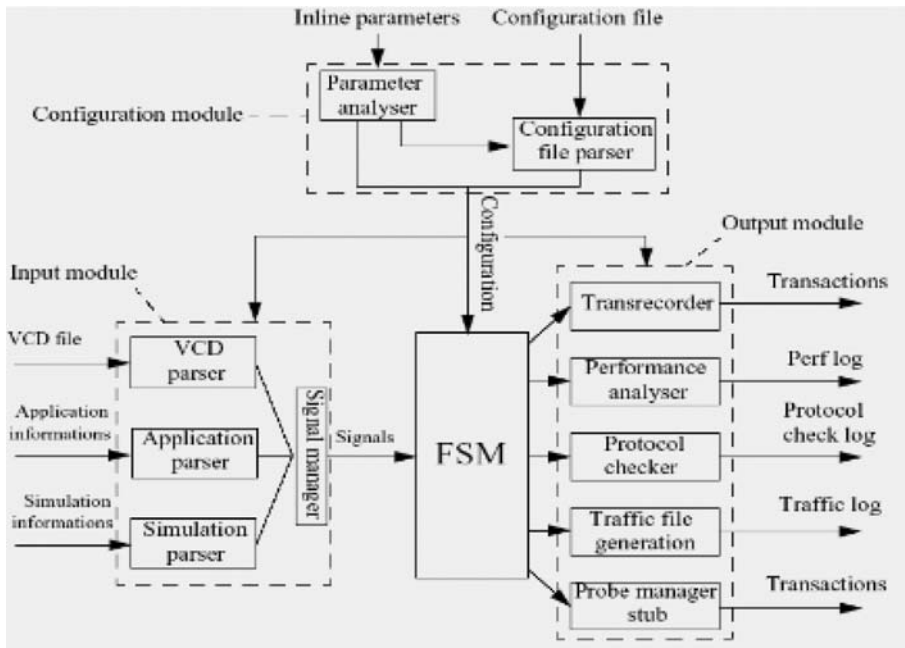 Inline parameters
Configuration file
Parameter
analyser
Configuration module
Configuration
file parser
Configuration
Output module
Input module
Transactions
Transrecorder
VCD file
VCD
parser
Performance
analyser
Perf log
Signal manager
Application
informations
Application
parser
Signals
FSM
Protocol
checker
Protocol
check log
Simulation
informations
Simulation
parser
Traffic file
generation
Traffic log
Probe manager
stub
Transactions